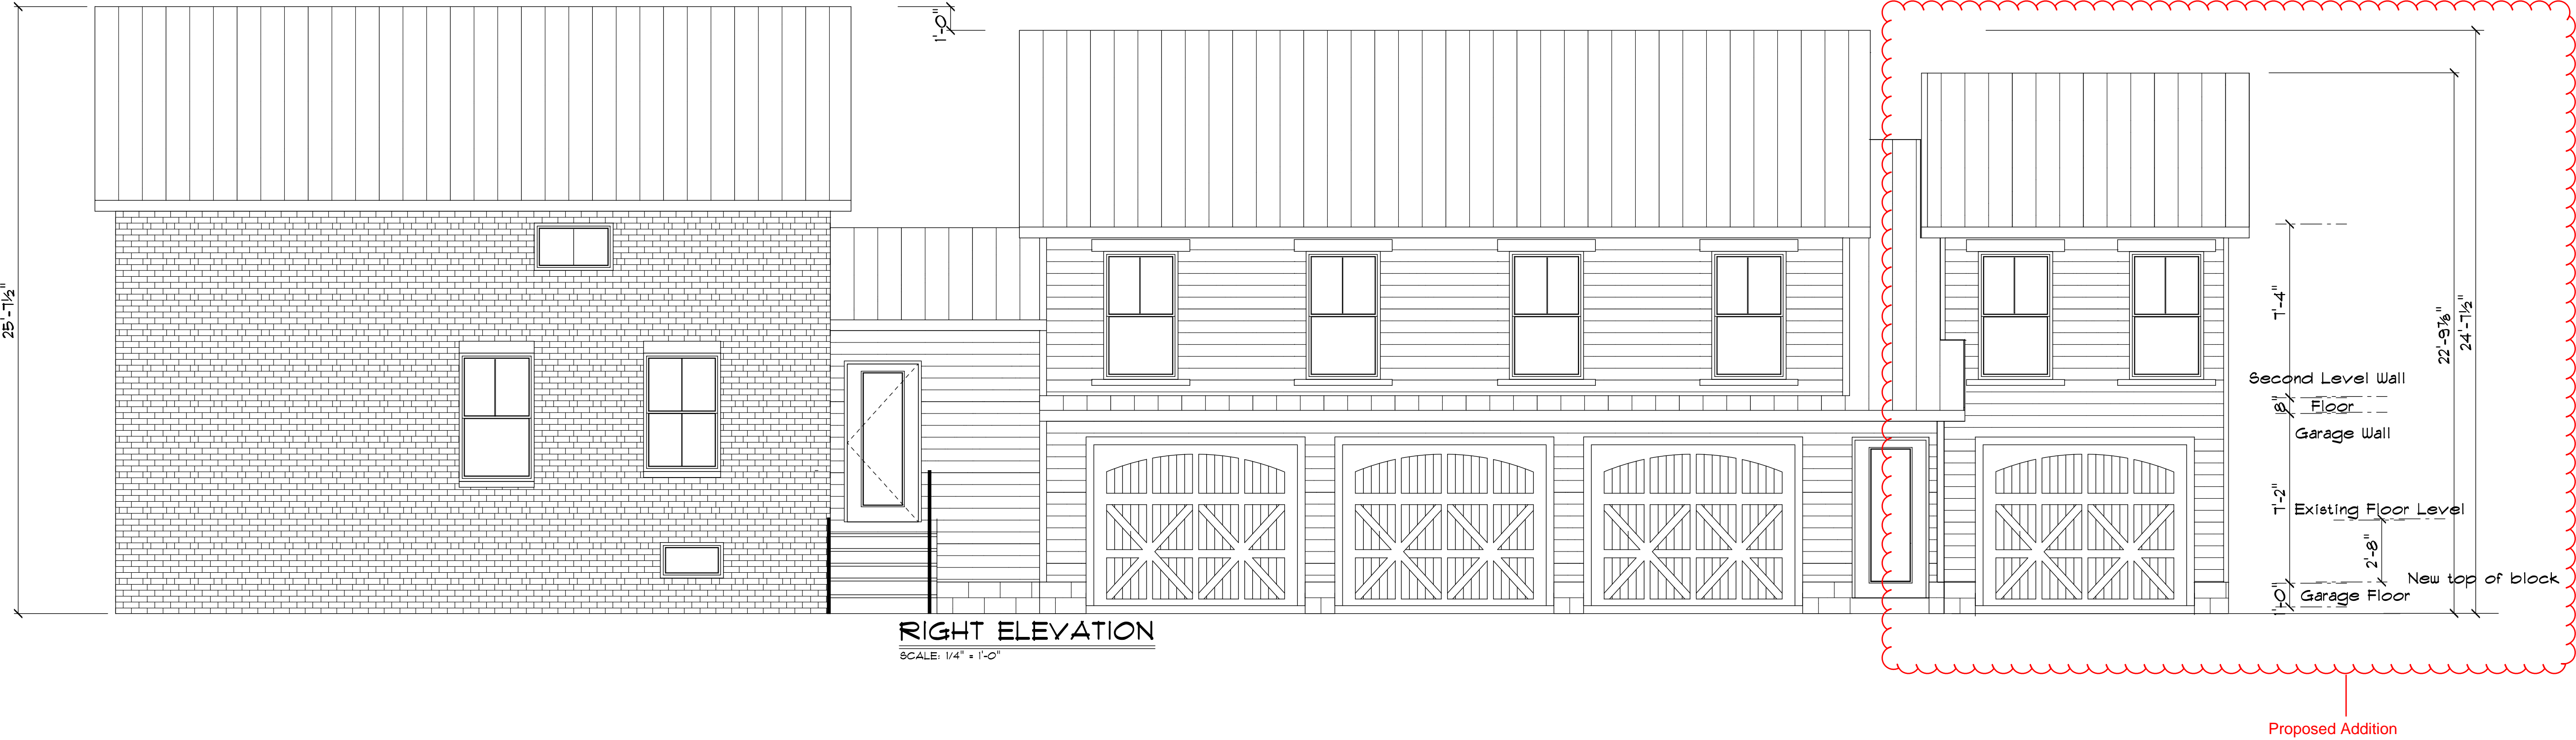 1'-0"
25'-7½"
7'-4"
22'-9⅞"
24'-7½"
Second Level Wall
8"
Floor
Garage Wall
7'-2"
Existing Floor Level
2'-8"
New top of block
1'-0"
Garage Floor
RIGHT ELEVATION
SCALE: 1/4" = 1'-0"
Proposed Addition